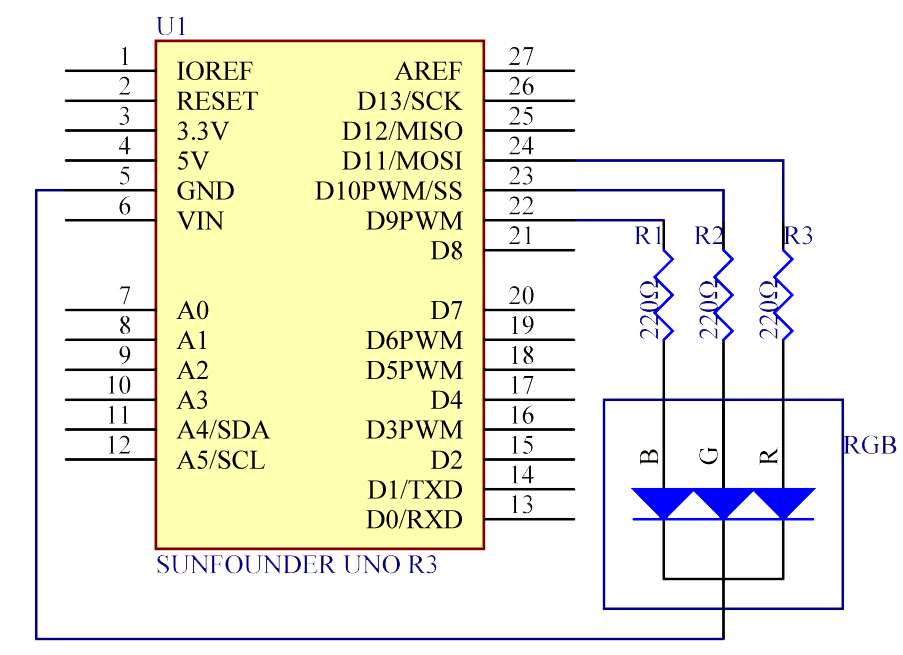 U1
1 IOREF AREF 27
2 RESET D13/SCK 26
3 3.3V D12/MISO 25
4 5V D11/MOSI 24
5 GND D10PWM/SS 23
6 VIN D9PWM 22
D8 21
R1 R2 R3
220Ω 220Ω 220Ω
7 A0 D7 20
8 A1 D6PWM 19
9 A2 D5PWM 18
10 A3 D4 17
11 A4/SDA D3PWM 16
12 A5/SCL D2 15
D1/TXD 14
D0/RXD 13
B G R RGB
SUNFOUNDER UNO R3